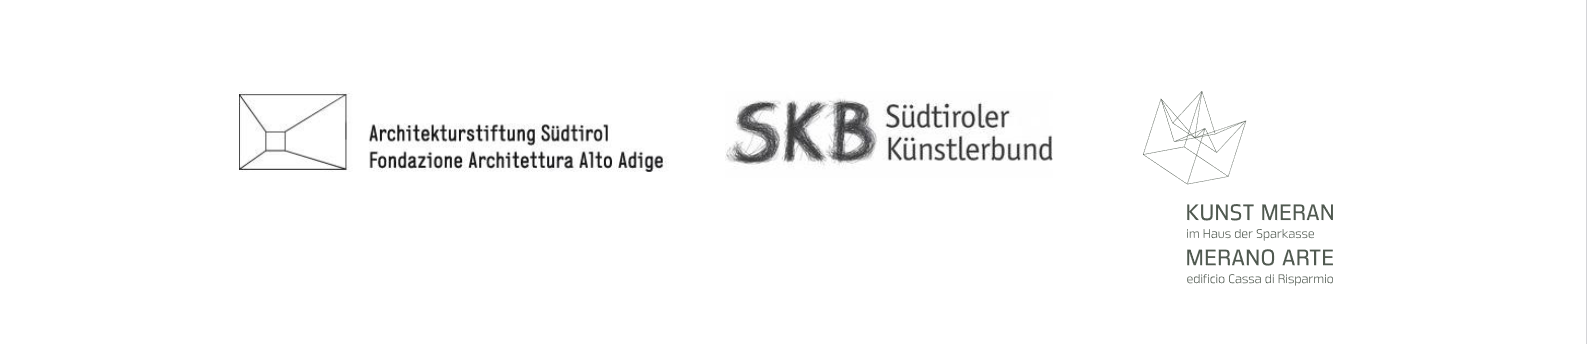 Architekturstiftung Südtirol
Fondazione Architettura Alto Adige
SKB
Südtiroler
Künstlerbund
KUNST MERAN
im Haus der Sparkasse
MERANO ARTE
edificio Cassa di Risparmio